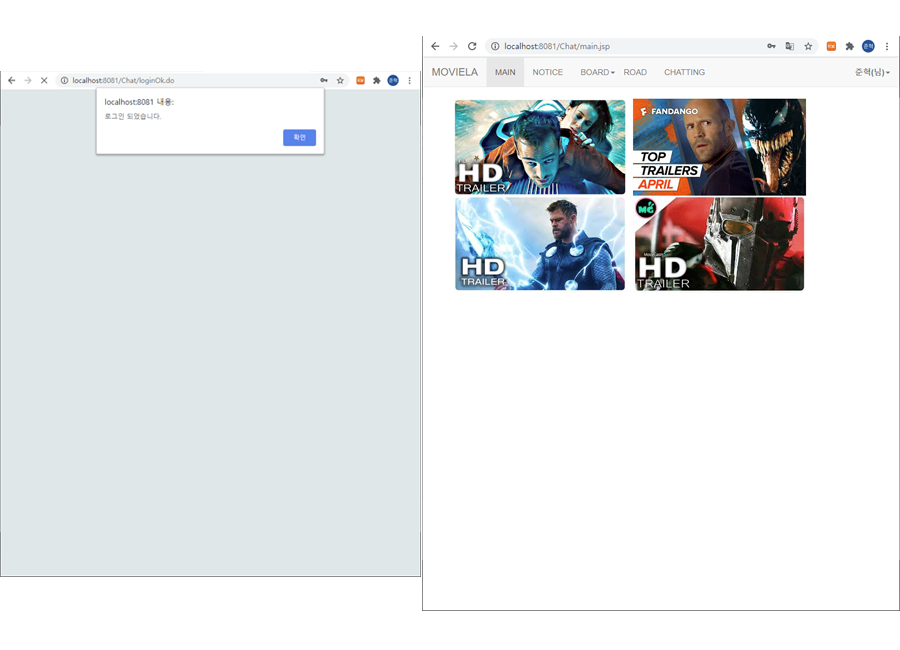 localhost:8081/Chat/loginOk.do
localhost:8081 내용:
로그인 되었습니다.
확인
localhost:8081/Chat/main.jsp
MOVIELA MAIN NOTICE BOARD ROAD CHATTING 준혁(님)
HD
TRAILER
FANDANGO
TOP
TRAILERS
APRIL
HD
TRAILER
MG
HD
TRAILER